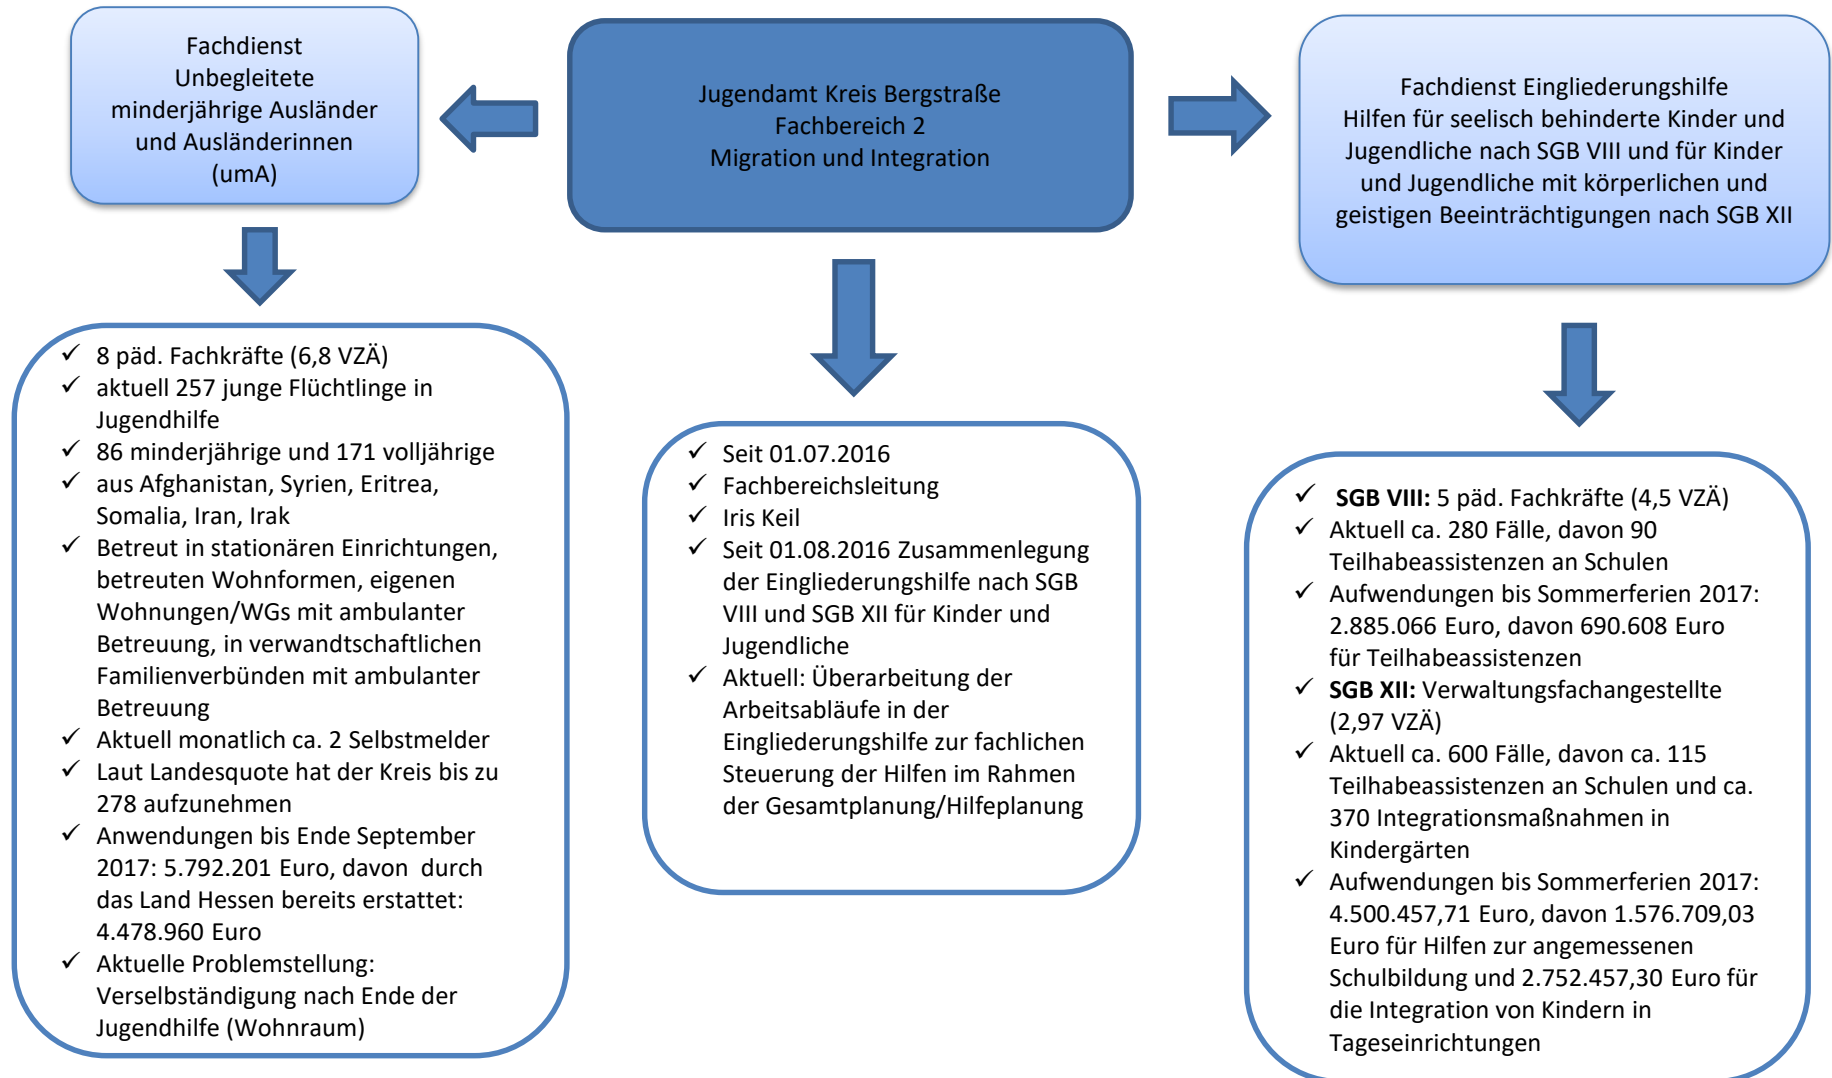 Fachdienst
Unbegleitete
minderjährige Ausländer
und Ausländerinnen
(umA)
Jugendamt Kreis Bergstraße
Fachbereich 2
Migration und Integration
Fachdienst Eingliederungshilfe
Hilfen für seelisch behinderte Kinder und
Jugendliche nach SGB VIII und für Kinder
und Jugendliche mit körperlichen und
geistigen Beeinträchtigungen nach SGB XII
✓ 8 päd. Fachkräfte (6,8 VZÄ)
✓ aktuell 257 junge Flüchtlinge in
Jugendhilfe
✓ 86 minderjährige und 171 volljährige
✓ aus Afghanistan, Syrien, Eritrea,
Somalia, Iran, Irak
✓ Betreut in stationären Einrichtungen,
betreuten Wohnformen, eigenen
Wohnungen/WGs mit ambulanter
Betreuung, in verwandtschaftlichen
Familienverbünden mit ambulanter
Betreuung
✓ Aktuell monatlich ca. 2 Selbstmelder
✓ Laut Landesquote hat der Kreis bis zu
278 aufzunehmen
✓ Anwendungen bis Ende September
2017: 5.792.201 Euro, davon durch
das Land Hessen bereits erstattet:
4.478.960 Euro
✓ Aktuelle Problemstellung:
Verselbständigung nach Ende der
Jugendhilfe (Wohnraum)
✓ Seit 01.07.2016
✓ Fachbereichsleitung
✓ Iris Keil
✓ Seit 01.08.2016 Zusammenlegung
der Eingliederungshilfe nach SGB
VIII und SGB XII für Kinder und
Jugendliche
✓ Aktuell: Überarbeitung der
Arbeitsabläufe in der
Eingliederungshilfe zur fachlichen
Steuerung der Hilfen im Rahmen
der Gesamtplanung/Hilfeplanung
✓ SGB VIII: 5 päd. Fachkräfte (4,5 VZÄ)
✓ Aktuell ca. 280 Fälle, davon 90
Teilhabeassistenzen an Schulen
✓ Aufwendungen bis Sommerferien 2017:
2.885.066 Euro, davon 690.608 Euro
für Teilhabeassistenzen
✓ SGB XII: Verwaltungsfachangestellte
(2,97 VZÄ)
✓ Aktuell ca. 600 Fälle, davon ca. 115
Teilhabeassistenzen an Schulen und ca.
370 Integrationsmaßnahmen in
Kindergärten
✓ Aufwendungen bis Sommerferien 2017:
4.500.457,71 Euro, davon 1.576.709,03
Euro für Hilfen zur angemessenen
Schulbildung und 2.752.457,30 Euro für
die Integration von Kindern in
Tageseinrichtungen